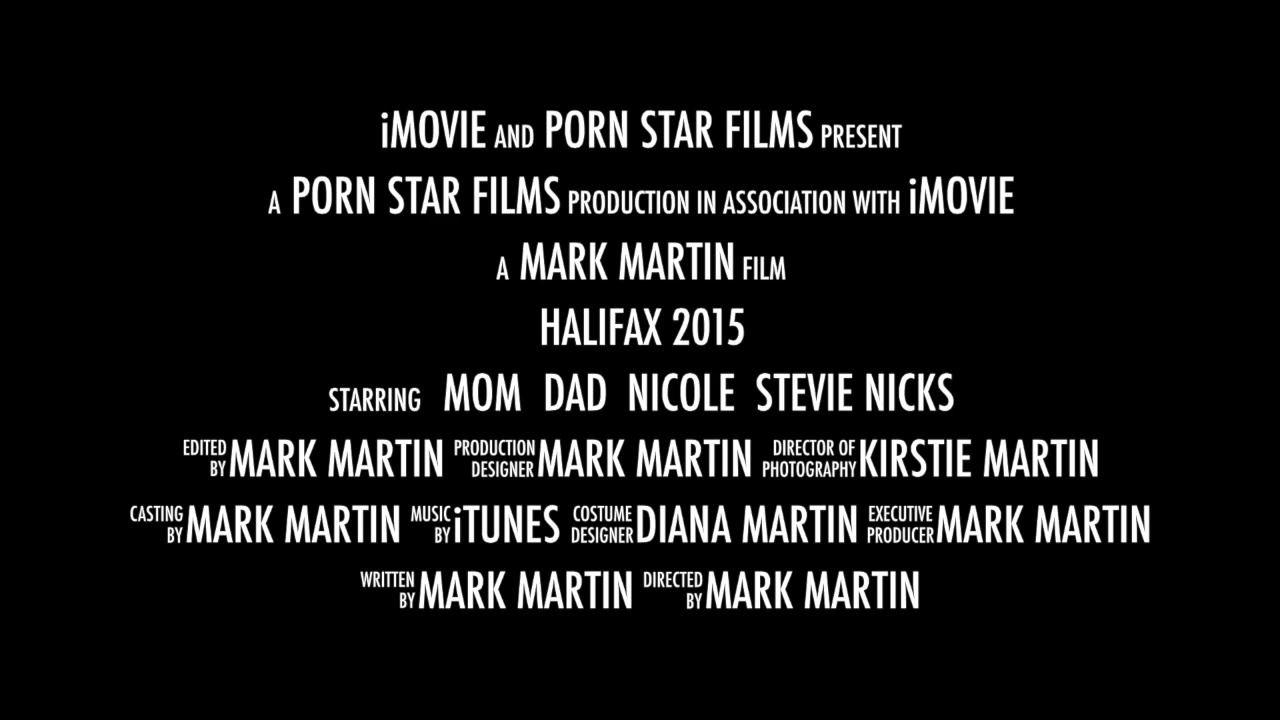 iMOVIE AND PORN STAR FILMS PRESENT
A PORN STAR FILMS PRODUCTION IN ASSOCIATION WITH iMOVIE
A MARK MARTIN FILM
HALIFAX 2015
STARRING MOM DAD NICOLE STEVIE NICKS
EDITED BY MARK MARTIN PRODUCTION DESIGNER MARK MARTIN DIRECTOR OF PHOTOGRAPHY KIRSTIE MARTIN
CASTING BY MARK MARTIN MUSIC BY iTUNES COSTUME DESIGNER DIANA MARTIN EXECUTIVE PRODUCER MARK MARTIN
WRITTEN BY MARK MARTIN DIRECTED BY MARK MARTIN